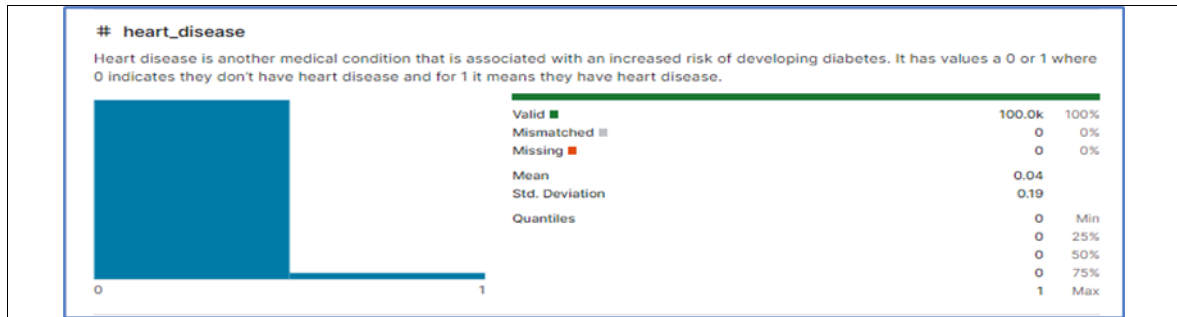 # heart_disease
Heart disease is another medical condition that is associated with an increased risk of developing diabetes. It has values a 0 or 1 where
0 indicates they don't have heart disease and for 1 it means they have heart disease.
Valid 100.0k 100%
Mismatched 0 0%
Missing 0 0%
Mean 0.04
Std. Deviation 0.19
Quantiles 0 Min
0 25%
0 50%
0 75%
1 Max
0 1